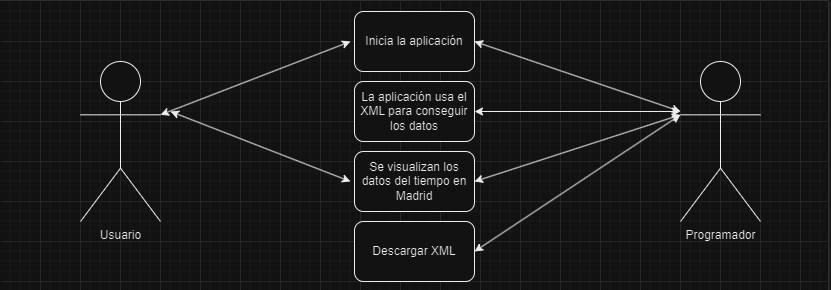 Inicia la aplicación
La aplicación usa el
XML para conseguir
los datos
Se visualizan los
datos del tiempo en
Madrid
Usuario
Programador
Descargar XML